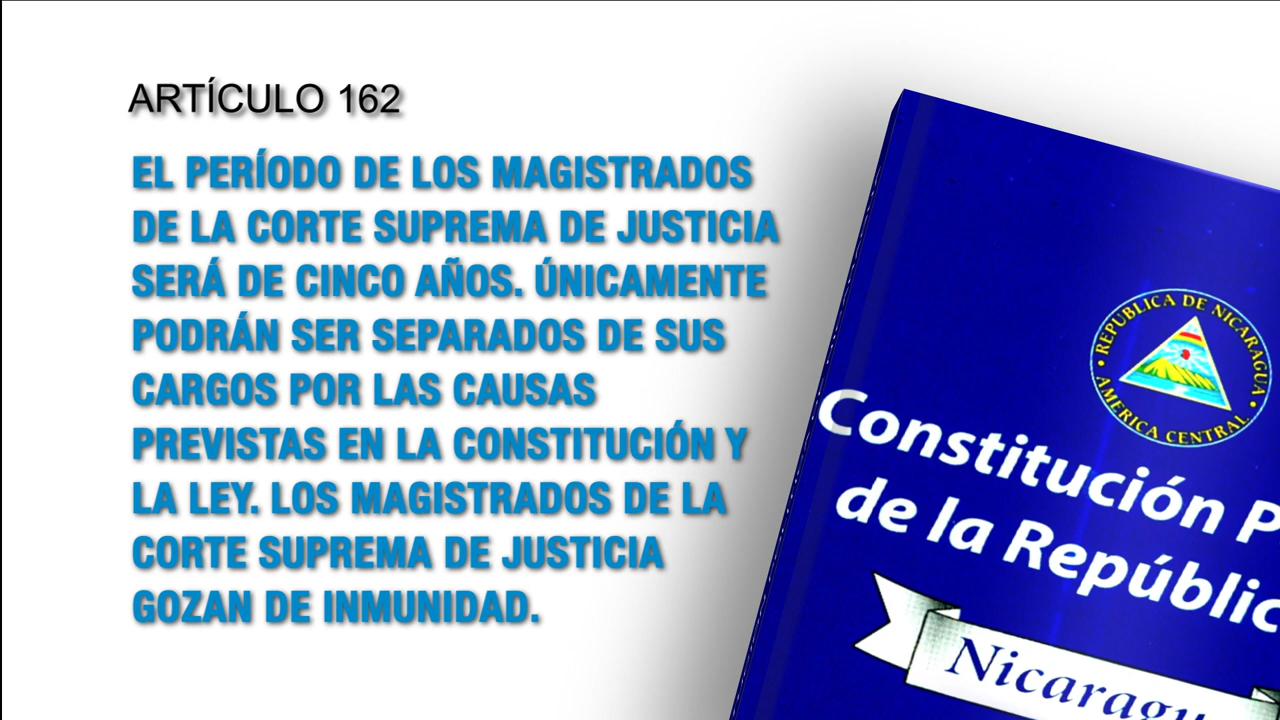 ARTÍCULO 162
EL PERÍODO DE LOS MAGISTRADOS
DE LA CORTE SUPREMA DE JUSTICIA
SERÁ DE CINCO AÑOS. ÚNICAMENTE
PODRÁN SER SEPARADOS DE SUS
CARGOS POR LAS CAUSAS
PREVISTAS EN LA CONSTITUCIÓN Y
LA LEY. LOS MAGISTRADOS DE LA
CORTE SUPREMA DE JUSTICIA
GOZAN DE INMUNIDAD.
REPÚBLICA DE NICARAGUA
AMERICA CENTRAL
Constitución P
de la Repúblic
Nicaragu